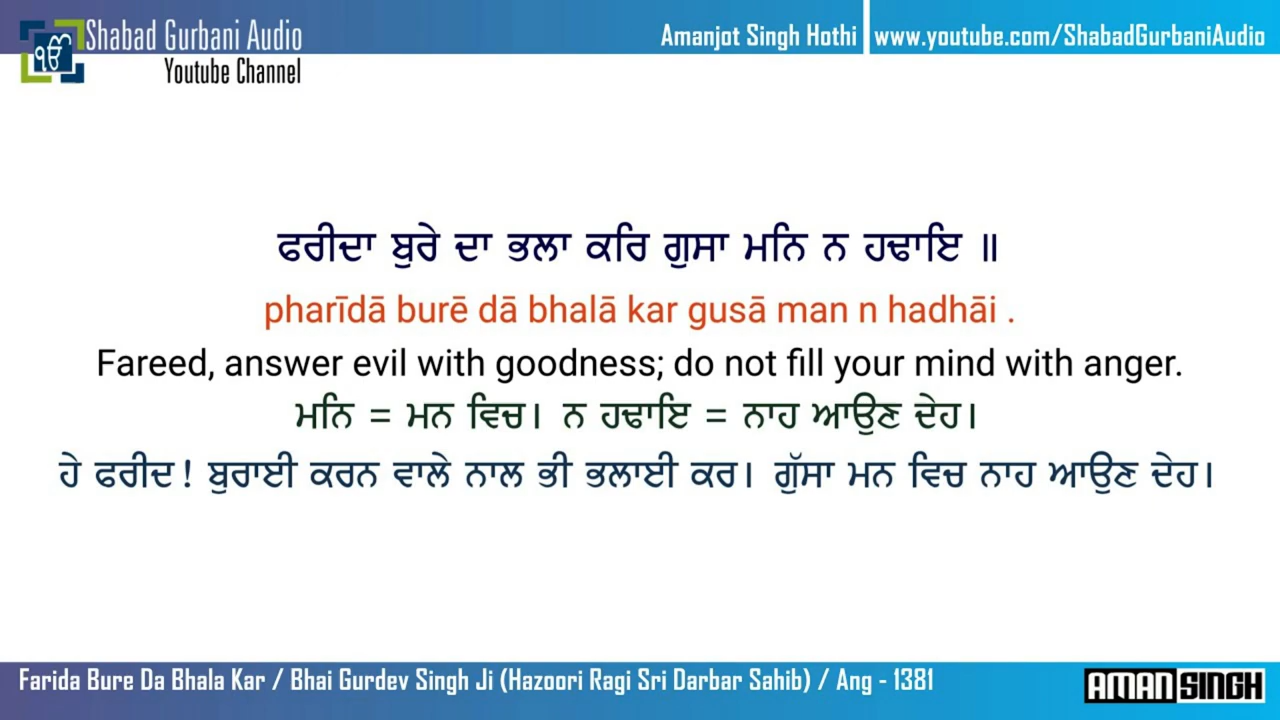 Shabad Gurbani Audio
Youtube Channel
Amanjot Singh Hothi | www.youtube.com/ShabadGurbaniAudio
ੴ
ਫਰੀਦਾ ਬੁਰੇ ਦਾ ਭਲਾ ਕਰਿ ਗੁਸਾ ਮਨਿ ਨ ਹਢਾਇ ॥
pharīdā burē dā bhalā kar gusā man n hadhāi .
Fareed, answer evil with goodness; do not fill your mind with anger.
ਮਨਿ = ਮਨ ਵਿਚ। ਨ ਹਢਾਇ = ਨਾਹ ਆਉਣ ਦੇਹ।
ਹੇ ਫਰੀਦ! ਬੁਰਾਈ ਕਰਨ ਵਾਲੇ ਨਾਲ ਭੀ ਭਲਾਈ ਕਰ। ਗੁੱਸਾ ਮਨ ਵਿਚ ਨਾਹ ਆਉਣ ਦੇਹ।
Farida Bure Da Bhala Kar / Bhai Gurdev Singh Ji (Hazoori Ragi Sri Darbar Sahib) / Ang - 1381
AMAN SINGH